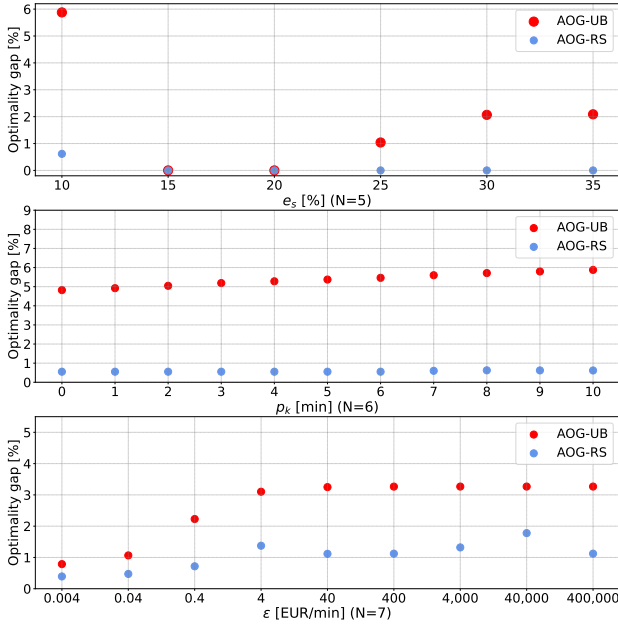 Optimality gap [%]
6
5
4
3
2
1
0
AOG-UB
AOG-RS
10 15 20 25 30 35
e_s [%] (N=5)
Optimality gap [%]
9
8
7
6
5
4
3
2
1
0
AOG-UB
AOG-RS
0 1 2 3 4 5 6 7 8 9 10
p_k [min] (N=6)
Optimality gap [%]
5
4
3
2
1
0
AOG-UB
AOG-RS
0.004 0.04 0.4 4 40 400 4,000 40,000 400,000
ε [EUR/min] (N=7)